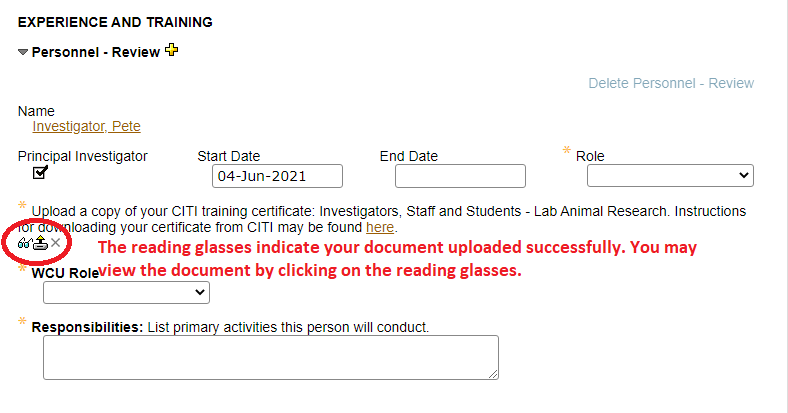 EXPERIENCE AND TRAINING
Personnel - Review
Delete Personnel - Review
Name
Investigator, Pete
Principal Investigator Start Date End Date * Role
04-Jun-2021
* Upload a copy of your CITI training certificate: Investigators, Staff and Students - Lab Animal Research. Instructions
for downloading your certificate from CITI may be found here.
The reading glasses indicate your document uploaded successfully. You may
view the document by clicking on the reading glasses.
* WCU Role
* Responsibilities: List primary activities this person will conduct.